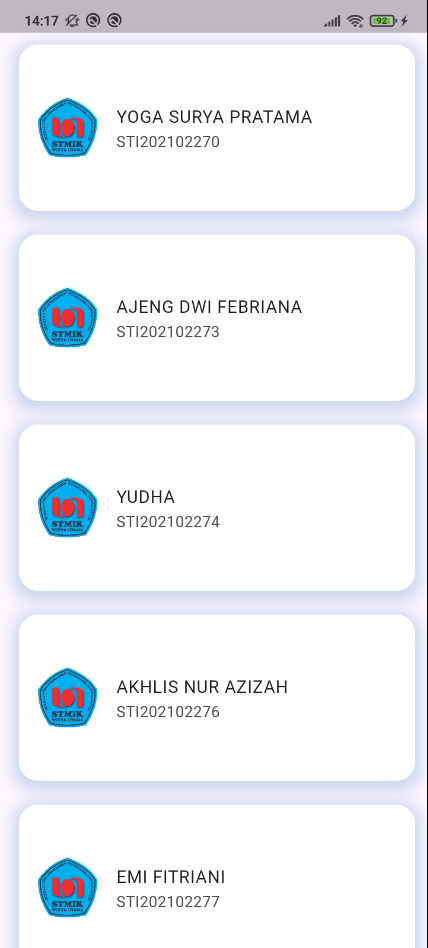 14:17
92
YOGA SURYA PRATAMA
STI202102270
STMIK
WIDYA UTAMA
AJENG DWI FEBRIANA
STI202102273
STMIK
WIDYA UTAMA
YUDHA
STI202102274
STMIK
WIDYA UTAMA
AKHLIS NUR AZIZAH
STI202102276
STMIK
WIDYA UTAMA
EMI FITRIANI
STI202102277
STMIK
WIDYA UTAMA